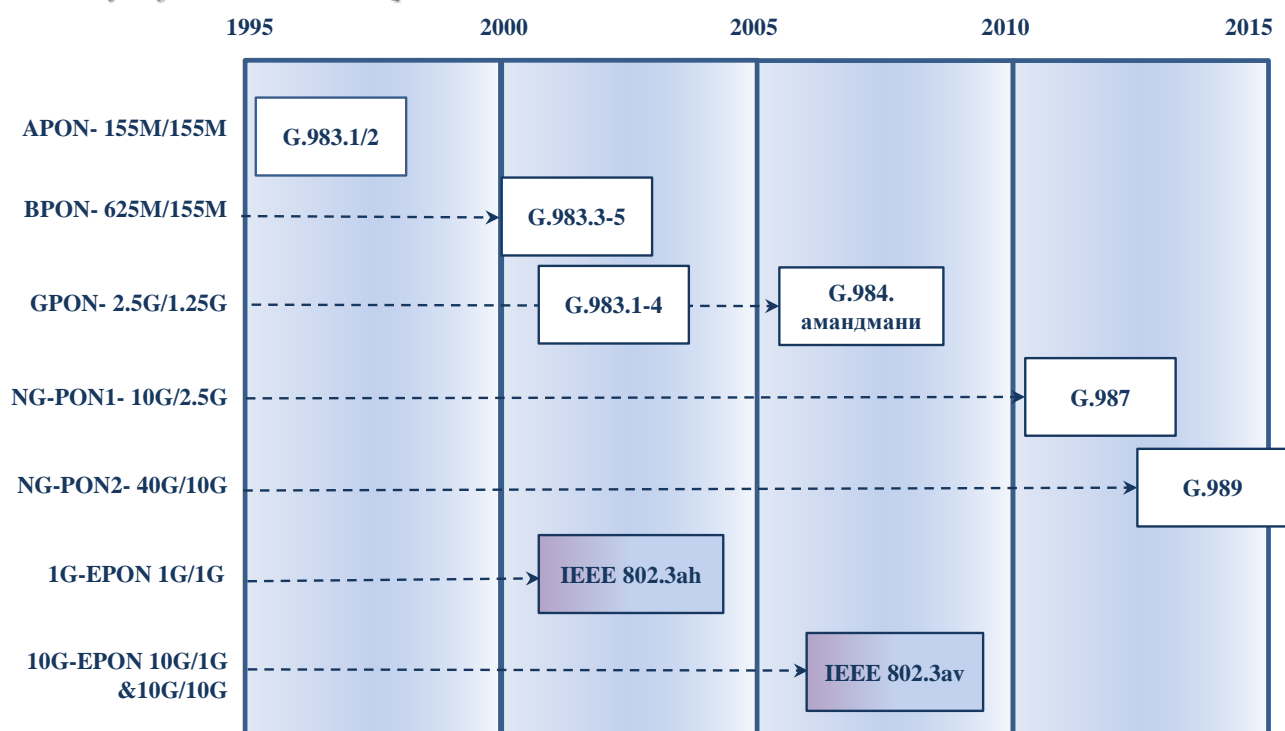 1995 2000 2005 2010 2015
APON- 155M/155M
G.983.1/2
BPON- 625M/155M
G.983.3-5
GPON- 2.5G/1.25G
G.983.1-4
G.984.
амандмани
NG-PON1- 10G/2.5G
G.987
NG-PON2- 40G/10G
G.989
1G-EPON 1G/1G
IEEE 802.3ah
10G-EPON 10G/1G
&10G/10G
IEEE 802.3av